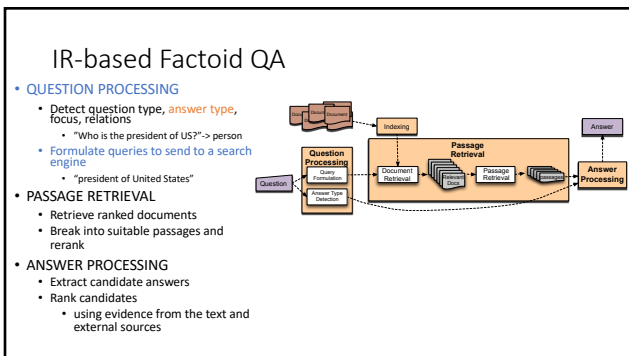 IR-based Factoid QA
• QUESTION PROCESSING
• Detect question type, answer type,
focus, relations
• "Who is the president of US?"-> person
• Formulate queries to send to a search
engine
• "president of United States"
• PASSAGE RETRIEVAL
• Retrieve ranked documents
• Break into suitable passages and
rerank
• ANSWER PROCESSING
• Extract candidate answers
• Rank candidates
• using evidence from the text and
external sources
Document
Indexing
Answer
Passage
Retrieval
Question
Processing
Query
Formulation
Answer Type
Detection
Question
Document
Retrieval
Relevant
Docs
Passage
Retrieval
passages
Answer
Processing